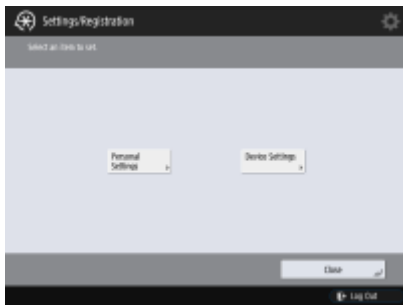 Settings/Registration
Select an item to set.
Personal
Settings
Device Settings
Close
Log Out